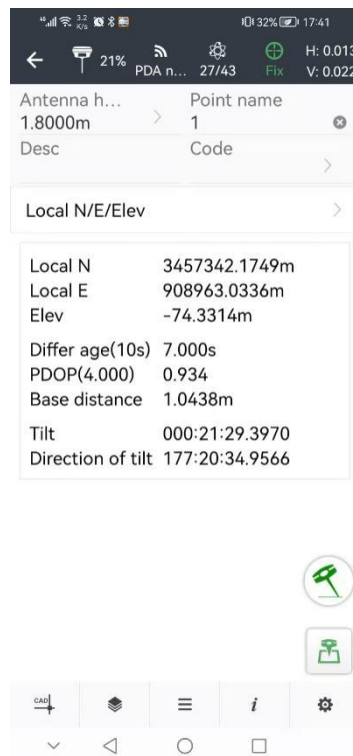 3.2 K/s 32% 17:41
21% PDA n... 27/43 Fix H: 0.013 V: 0.022
Antenna h... Point name
1.8000m 1
Desc Code
Local N/E/Elev
Local N 3457342.1749m
Local E 908963.0336m
Elev -74.3314m
Differ age(10s) 7.000s
PDOP(4.000) 0.934
Base distance 1.0438m
Tilt 000:21:29.3970
Direction of tilt 177:20:34.9566
CAD i